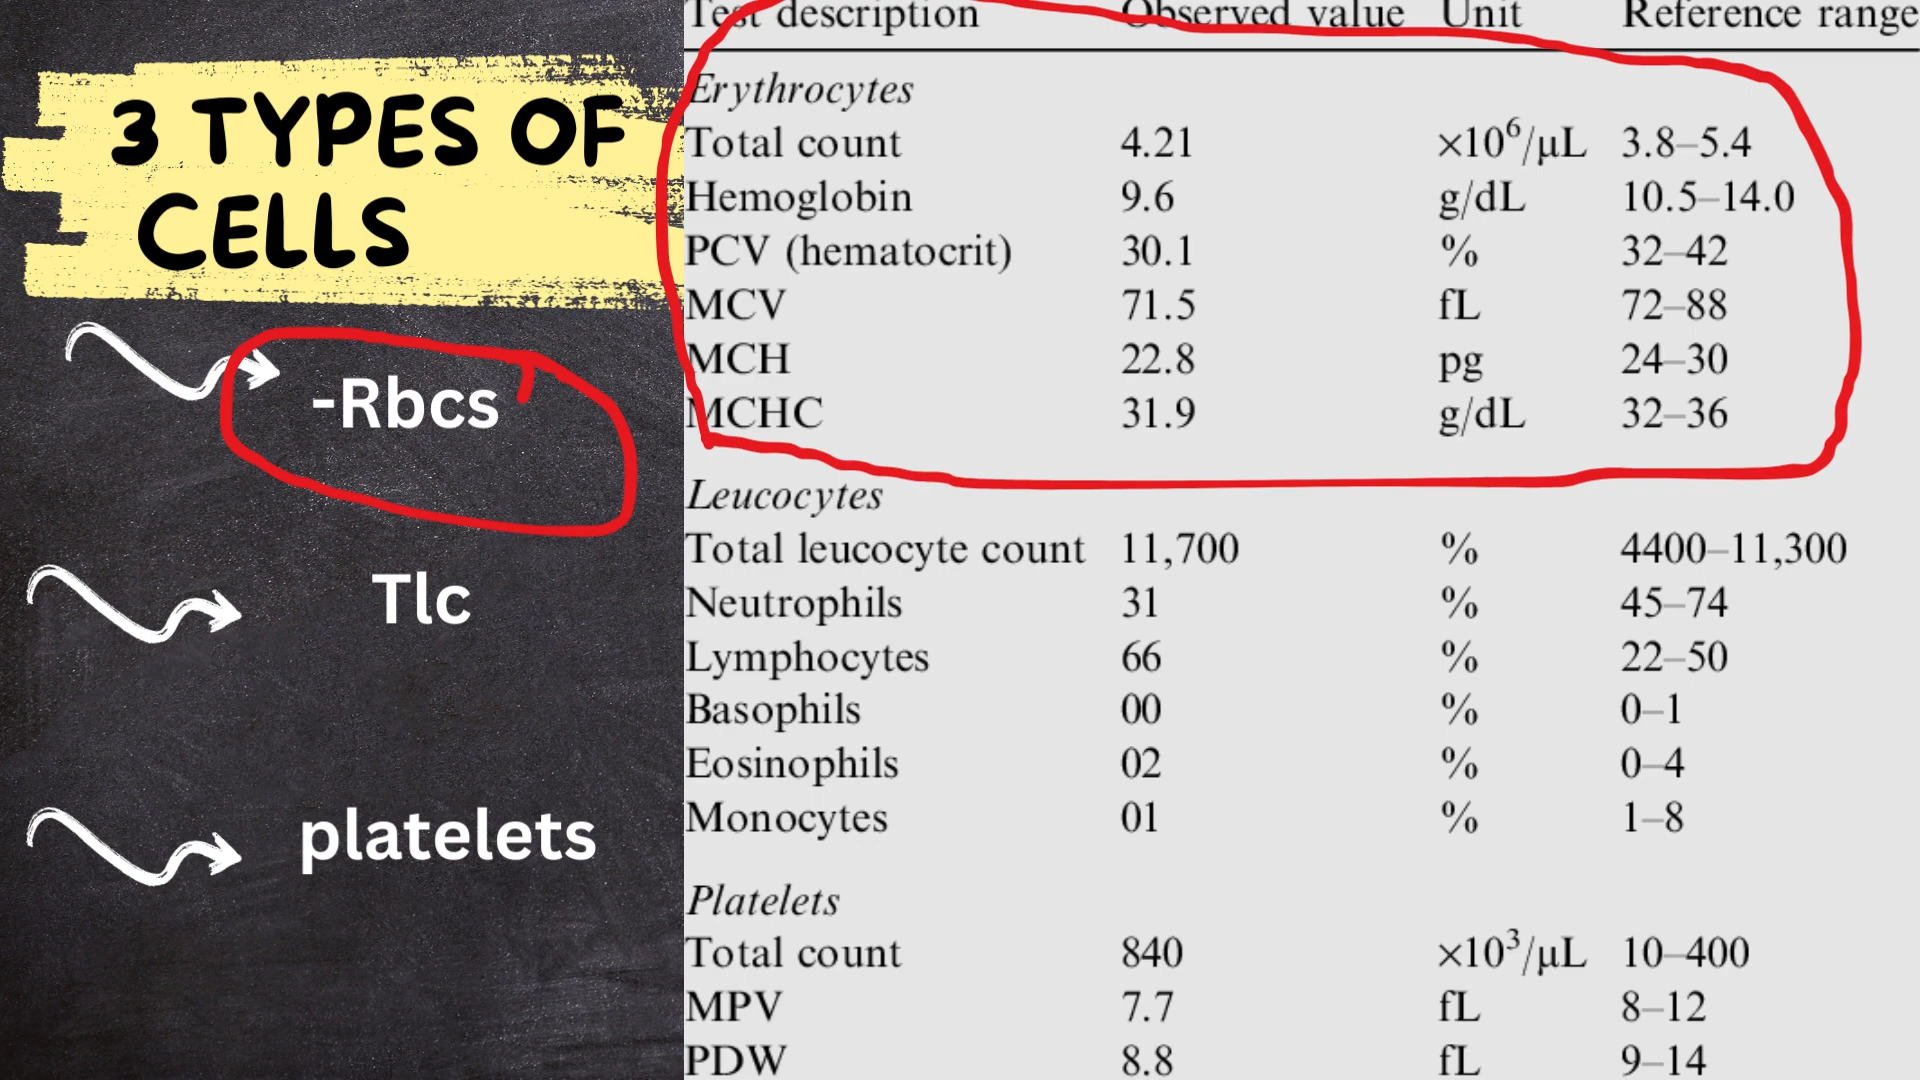 3 TYPES OF
CELLS
-Rbcs
Tlc
platelets
Test description Observed value Unit Reference range
Erythrocytes
Total count 4.21 ×10⁶/μL 3.8–5.4
Hemoglobin 9.6 g/dL 10.5–14.0
PCV (hematocrit) 30.1 % 32–42
MCV 71.5 fL 72–88
MCH 22.8 pg 24–30
MCHC 31.9 g/dL 32–36
Leucocytes
Total leucocyte count 11,700 % 4400–11,300
Neutrophils 31 % 45–74
Lymphocytes 66 % 22–50
Basophils 00 % 0–1
Eosinophils 02 % 0–4
Monocytes 01 % 1–8
Platelets
Total count 840 ×10³/μL 10–400
MPV 7.7 fL 8–12
PDW 8.8 fL 9–14